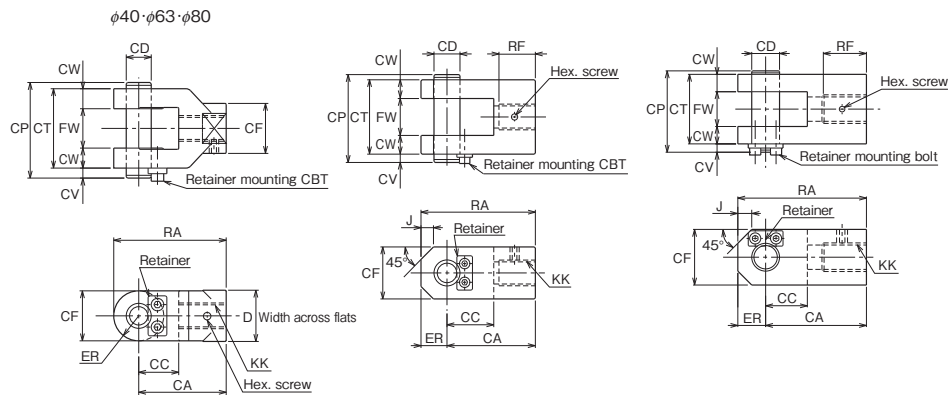 φ40·φ63·φ80
CD
CW
CP
CT
FW
CW
CV
CF
Retainer mounting CBT
RA
Retainer
CF
D Width across flats
ER
CC
KK
Hex. screw
CA
CD
RF
CW
Hex. screw
CP
CT
FW
CW
CV
Retainer mounting CBT
RA
J
Retainer
45°
CF
KK
CC
ER
CA
CD
RF
CW
Hex. screw
CP
CT
FW
CW
CV
Retainer mounting bolt
RA
J
Retainer
45°
CF
KK
CC
ER
CA